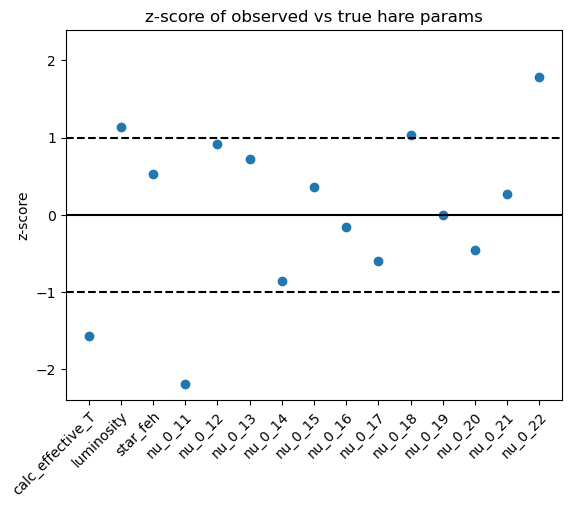 z-score of observed vs true hare params
z-score
2
1
0
−1
−2
calc_effective_T
luminosity
star_feh
nu_0_11
nu_0_12
nu_0_13
nu_0_14
nu_0_15
nu_0_16
nu_0_17
nu_0_18
nu_0_19
nu_0_20
nu_0_21
nu_0_22